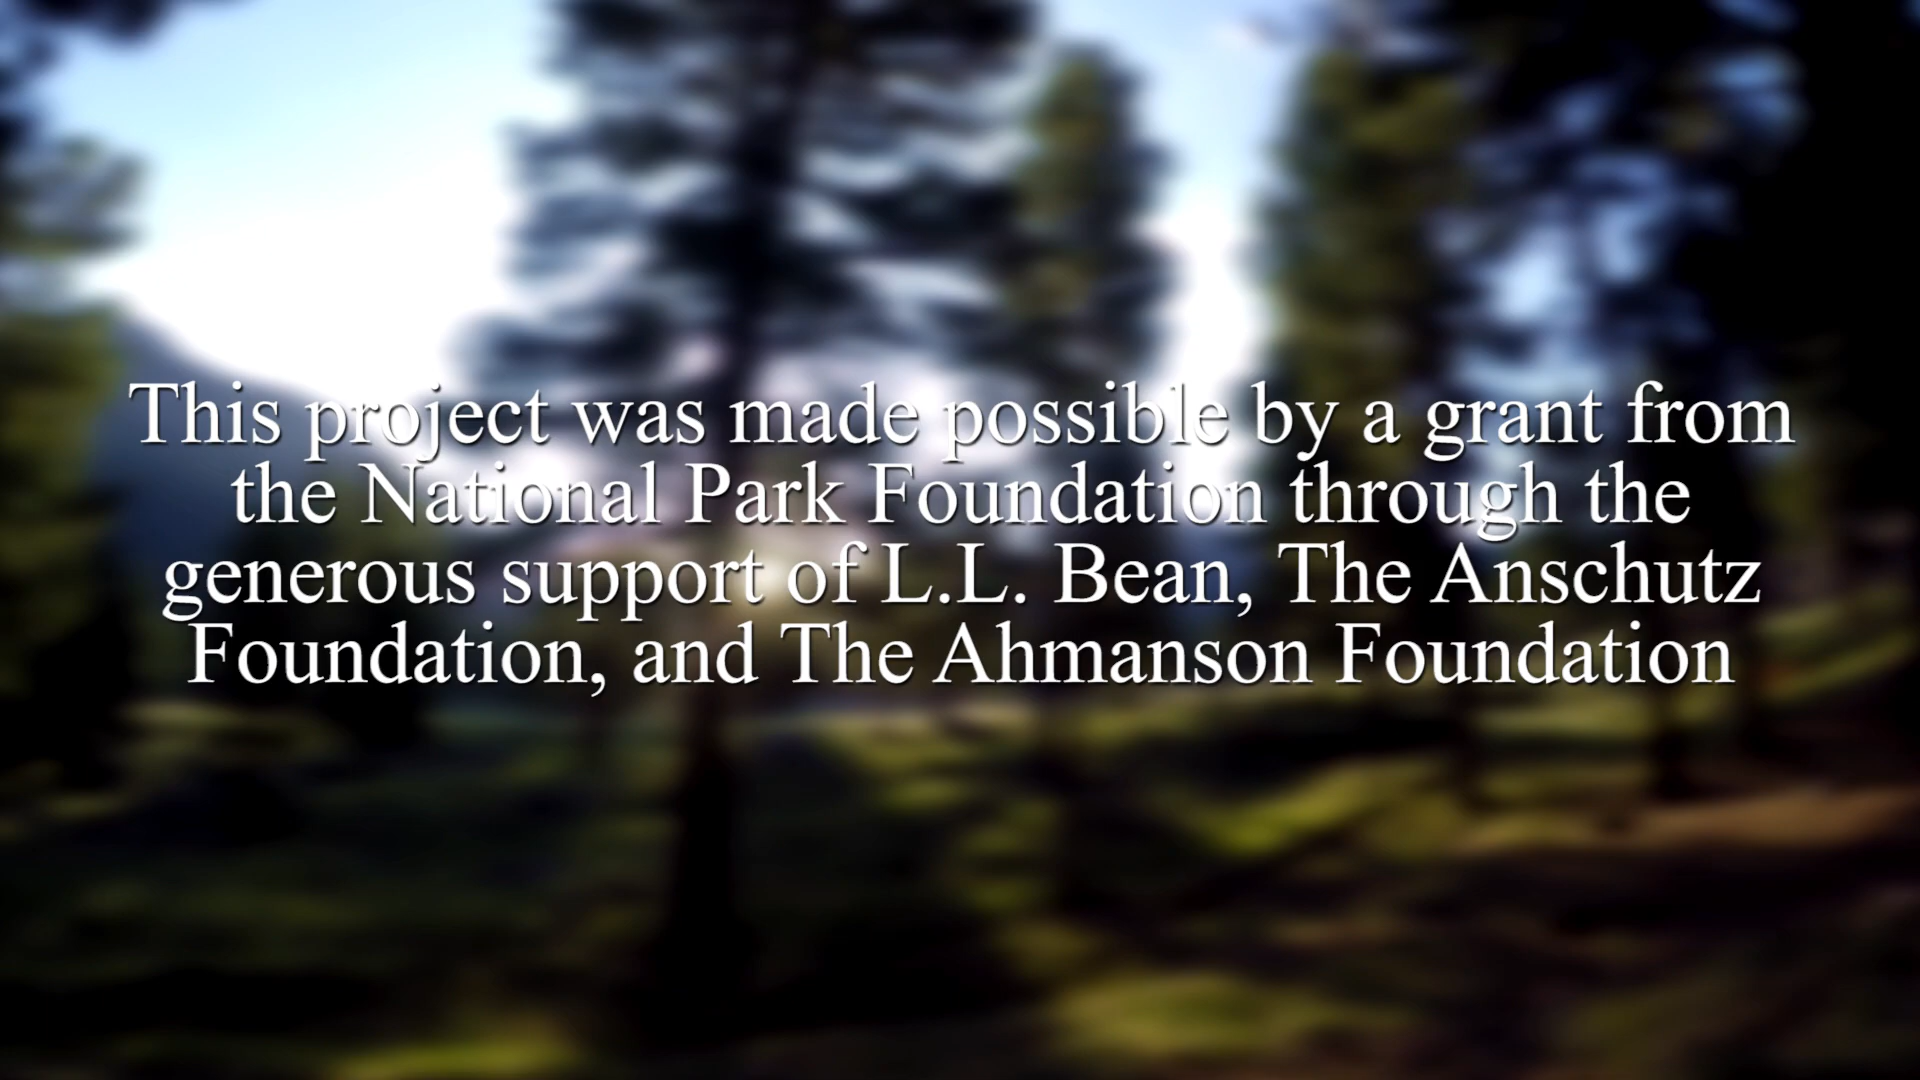 This project was made possible by a grant from
the National Park Foundation through the
generous support of L.L. Bean, The Anschutz
Foundation, and The Ahmanson Foundation